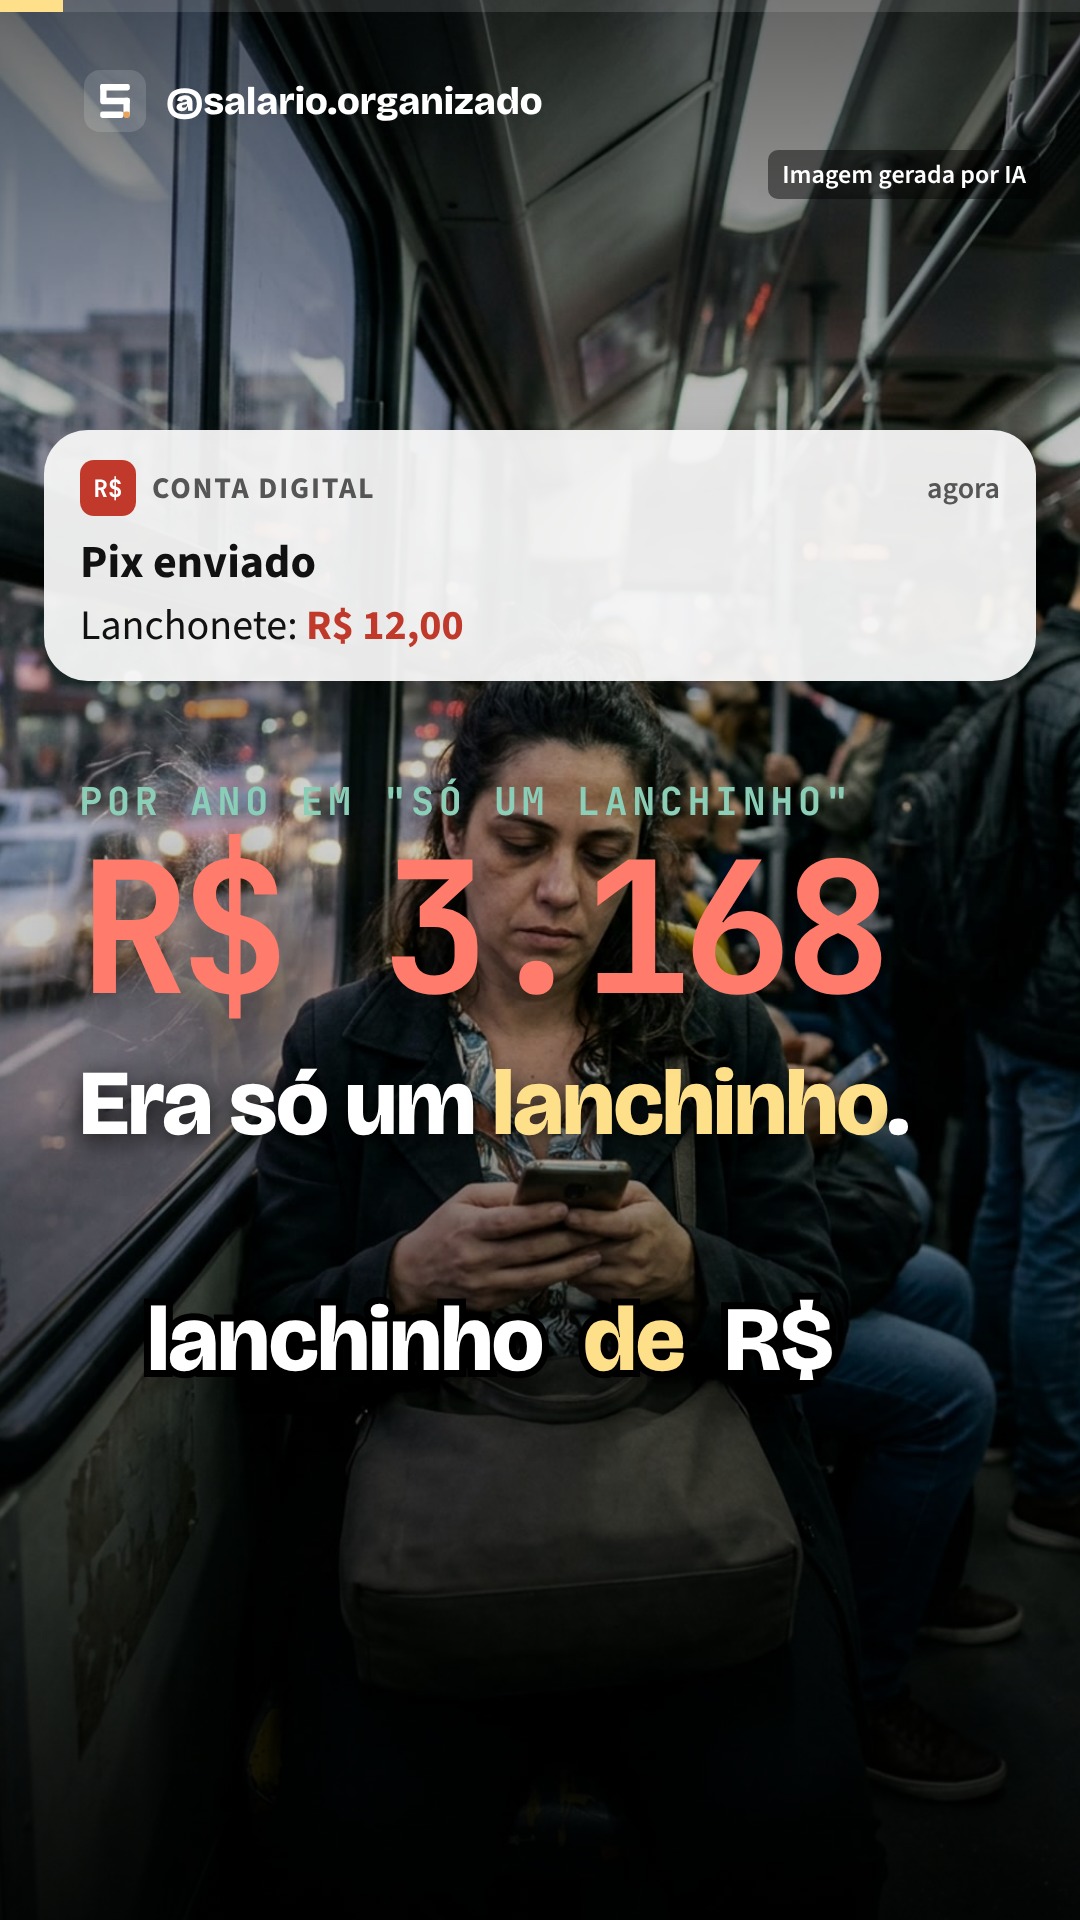 @salario.organizado
Imagem gerada por IA
R$ CONTA DIGITAL agora
Pix enviado
Lanchonete: R$ 12,00
POR ANO EM "SÓ UM LANCHINHO"
R$ 3.168
Era só um lanchinho.
lanchinho de R$